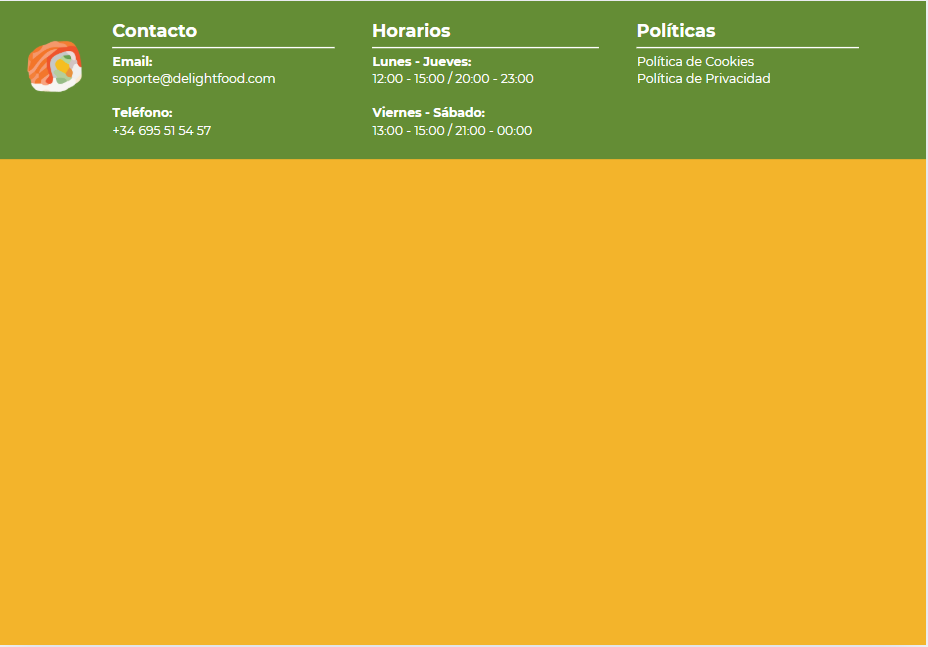 Contacto
Email:
soporte@delightfood.com
Teléfono:
+34 695 51 54 57
Horarios
Lunes - Jueves:
12:00 - 15:00 / 20:00 - 23:00
Viernes - Sábado:
13:00 - 15:00 / 21:00 - 00:00
Políticas
Política de Cookies
Política de Privacidad